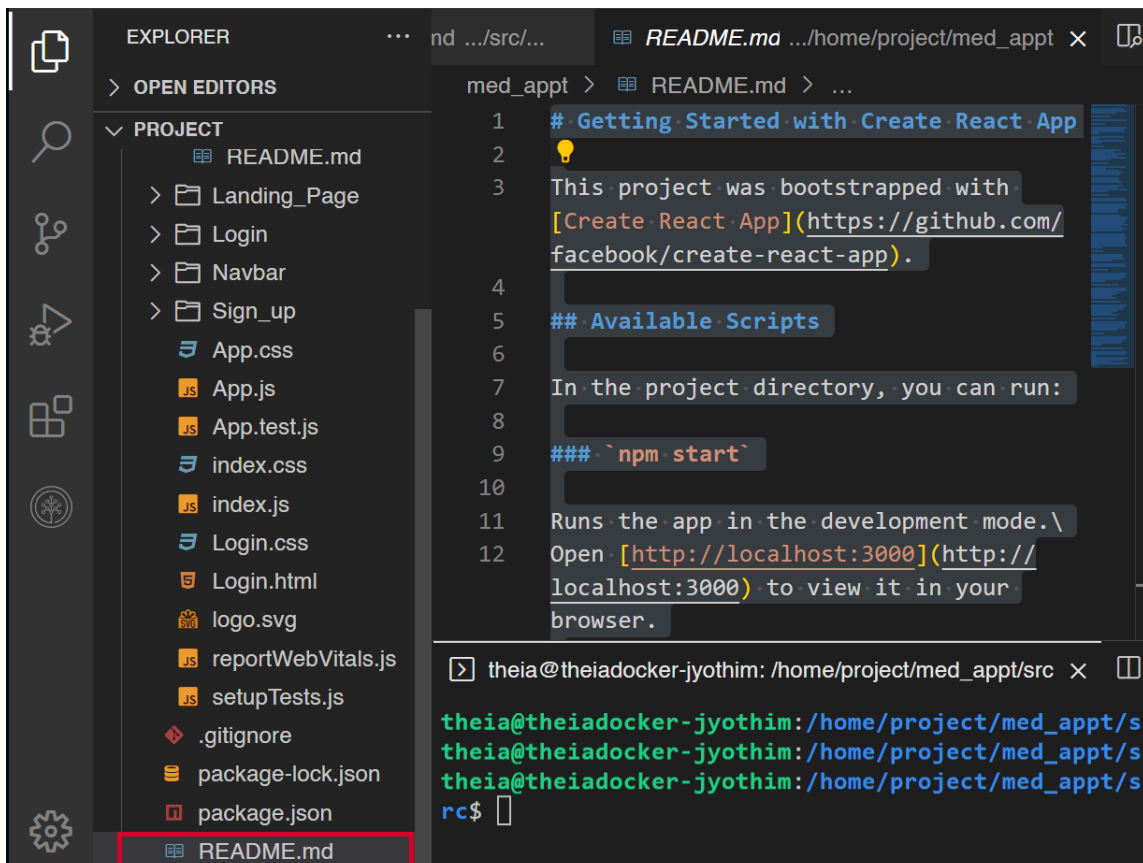 EXPLORER
OPEN EDITORS
PROJECT
README.md
Landing_Page
Login
Navbar
Sign_up
App.css
JS App.js
JS App.test.js
index.css
JS index.js
Login.css
5 Login.html
SVG logo.svg
JS reportWebVitals.js
JS setupTests.js
.gitignore
package-lock.json
package.json
README.md
nd .../src/...
README.md .../home/project/med_appt ×
med_appt > README.md > ...
1 # Getting Started with Create React App
2
3 This project was bootstrapped with
[Create React App](https://github.com/
facebook/create-react-app).
4
5 ## Available Scripts
6
7 In the project directory, you can run:
8
9 ### `npm start`
10
11 Runs the app in the development mode.\
12 Open [http://localhost:3000](http://
localhost:3000) to view it in your
browser.
theia@theiadocker-jyothim: /home/project/med_appt/src ×
theia@theiadocker-jyothim:/home/project/med_appt/s
theia@theiadocker-jyothim:/home/project/med_appt/s
theia@theiadocker-jyothim:/home/project/med_appt/s
rc$